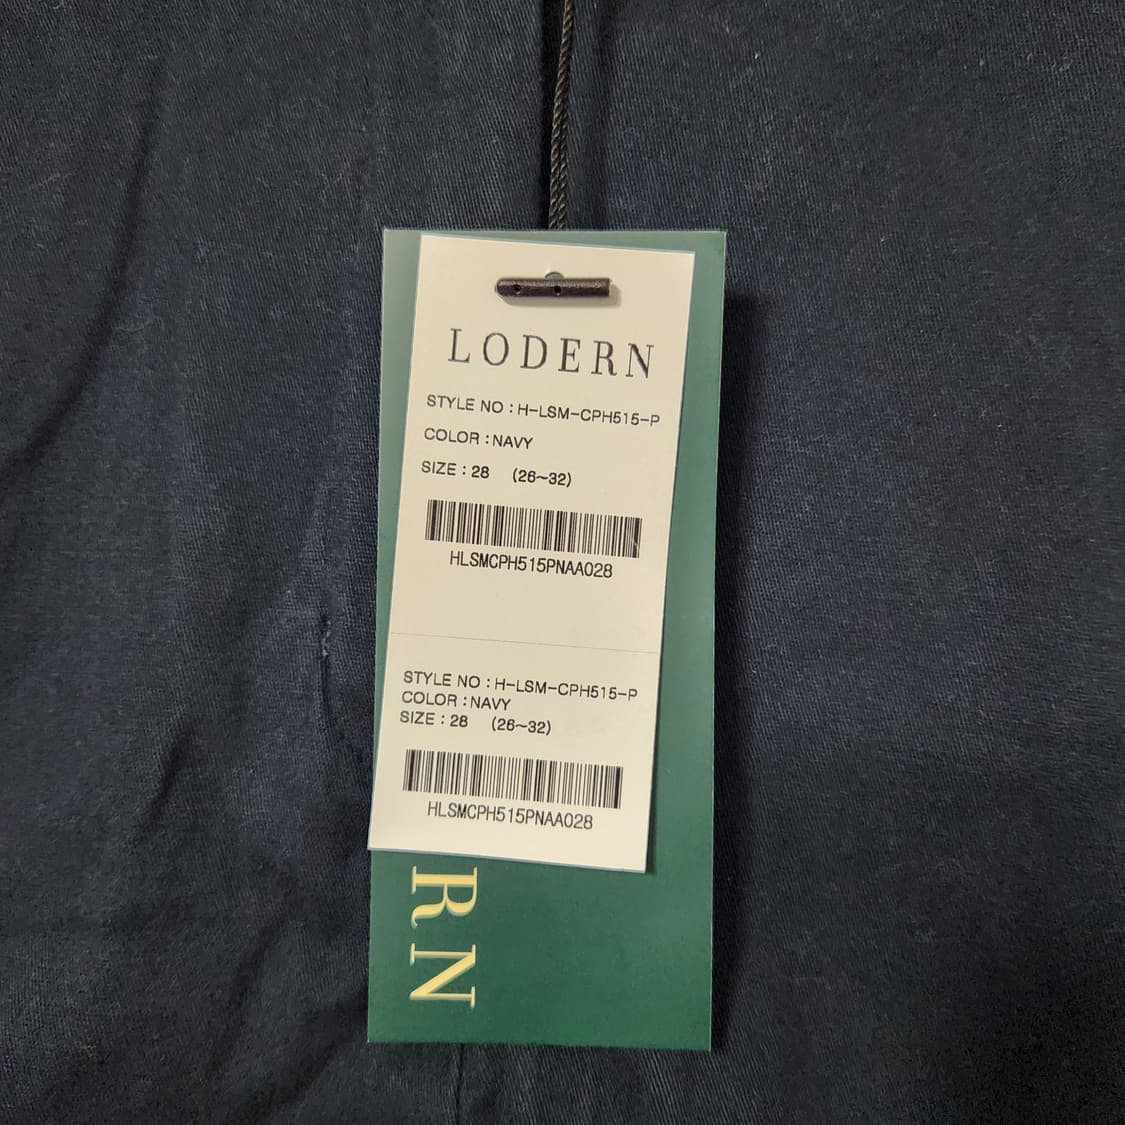 LODERN
STYLE NO : H-LSM-CPH515-P
COLOR : NAVY
SIZE : 28 (26~32)
HLSMCPH515PNAA028
STYLE NO : H-LSM-CPH515-P
COLOR : NAVY
SIZE : 28 (26~32)
HLSMCPH515PNAA028
RN